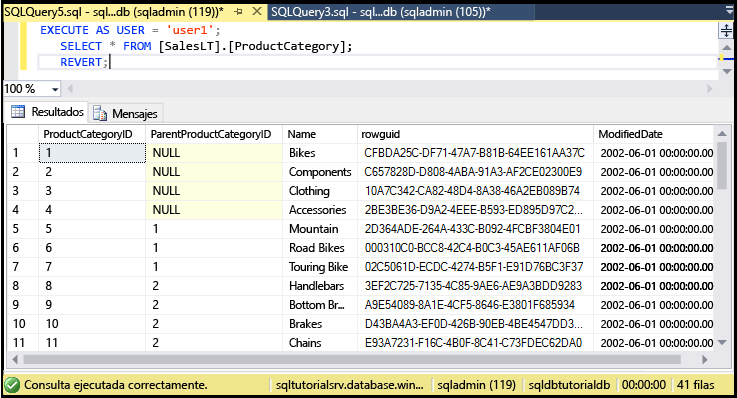 SQLQuery5.sql - sql...db (sqladmin (119))* SQLQuery3.sql - sql...db (sqladmin (105))*
EXECUTE AS USER = 'user1';
SELECT * FROM [SalesLT].[ProductCategory];
REVERT;
100 %
Resultados Mensajes
ProductCategoryID ParentProductCategoryID Name rowguid ModifiedDate
1 1 NULL Bikes CFBDA25C-DF71-47A7-B81B-64EE161AA37C 2002-06-01 00:00:00.00
2 2 NULL Components C657828D-D808-4ABA-91A3-AF2CE02300E9 2002-06-01 00:00:00.00
3 3 NULL Clothing 10A7C342-CA82-48D4-8A38-46A2EB089B74 2002-06-01 00:00:00.00
4 4 NULL Accessories 2BE3BE36-D9A2-4EEE-B593-ED895D97C2... 2002-06-01 00:00:00.00
5 5 1 Mountain 2D364ADE-264A-433C-B092-4FCBF3804E01 2002-06-01 00:00:00.00
6 6 1 Road Bikes 000310C0-BCC8-42C4-B0C3-45AE611AF06B 2002-06-01 00:00:00.00
7 7 1 Touring Bike 02C5061D-ECDC-4274-B5F1-E91D76BC3F37 2002-06-01 00:00:00.00
8 8 2 Handlebars 3EF2C725-7135-4C85-9AE6-AE9A3BDD9283 2002-06-01 00:00:00.00
9 9 2 Bottom Br... A9E54089-8A1E-4CF5-8646-E3801F685934 2002-06-01 00:00:00.00
10 10 2 Brakes D43BA4A3-EF0D-426B-90EB-4BE4547DD3... 2002-06-01 00:00:00.00
11 11 2 Chains E93A7231-F16C-4B0F-8C41-C73FDEC62DA0 2002-06-01 00:00:00.00
Consulta ejecutada correctamente. sqltutorialsrv.database.win... sqladmin (119) sqldbtutorialdb 00:00:00 41 filas